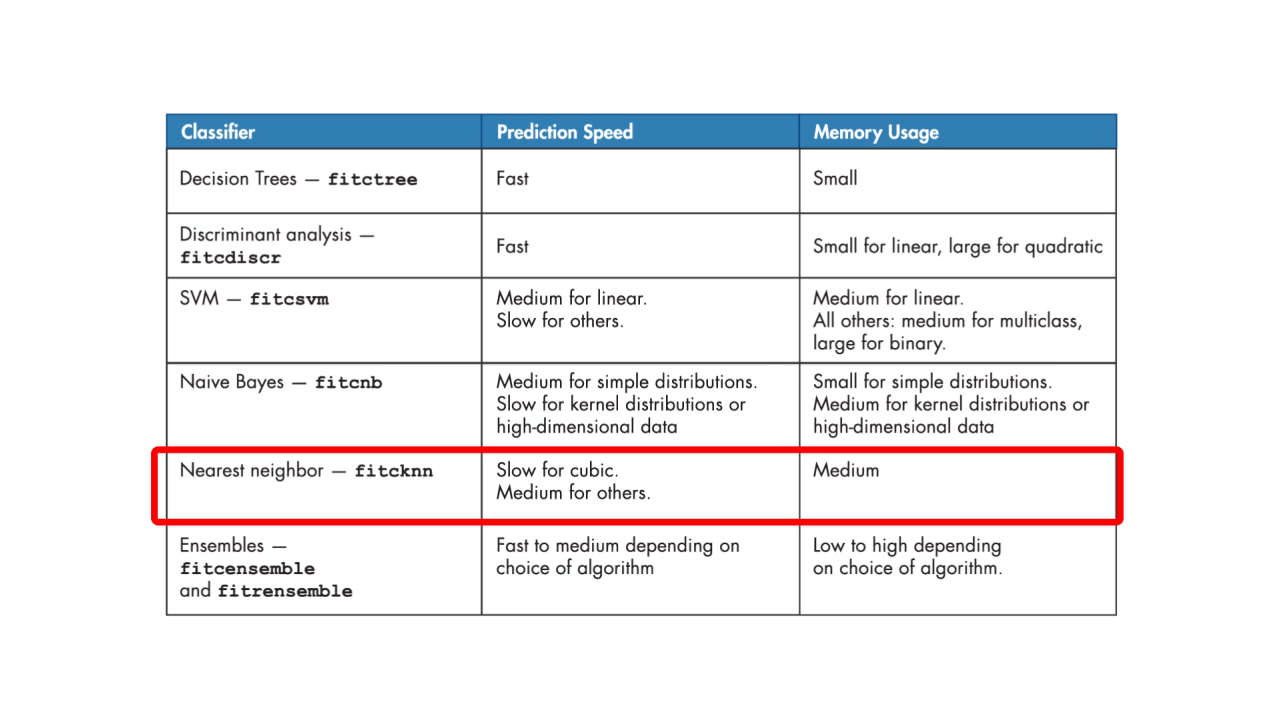 Classifier
Prediction Speed
Memory Usage
Decision Trees — fitctree
Fast
Small
Discriminant analysis —
fitcdiscr
Fast
Small for linear, large for quadratic
SVM — fitcsvm
Medium for linear.
Slow for others.
Medium for linear.
All others: medium for multiclass,
large for binary.
Naive Bayes — fitcnb
Medium for simple distributions.
Slow for kernel distributions or
high-dimensional data
Small for simple distributions.
Medium for kernel distributions or
high-dimensional data
Nearest neighbor — fitcknn
Slow for cubic.
Medium for others.
Medium
Ensembles —
fitcensemble
and fitrensemble
Fast to medium depending on
choice of algorithm
Low to high depending
on choice of algorithm.